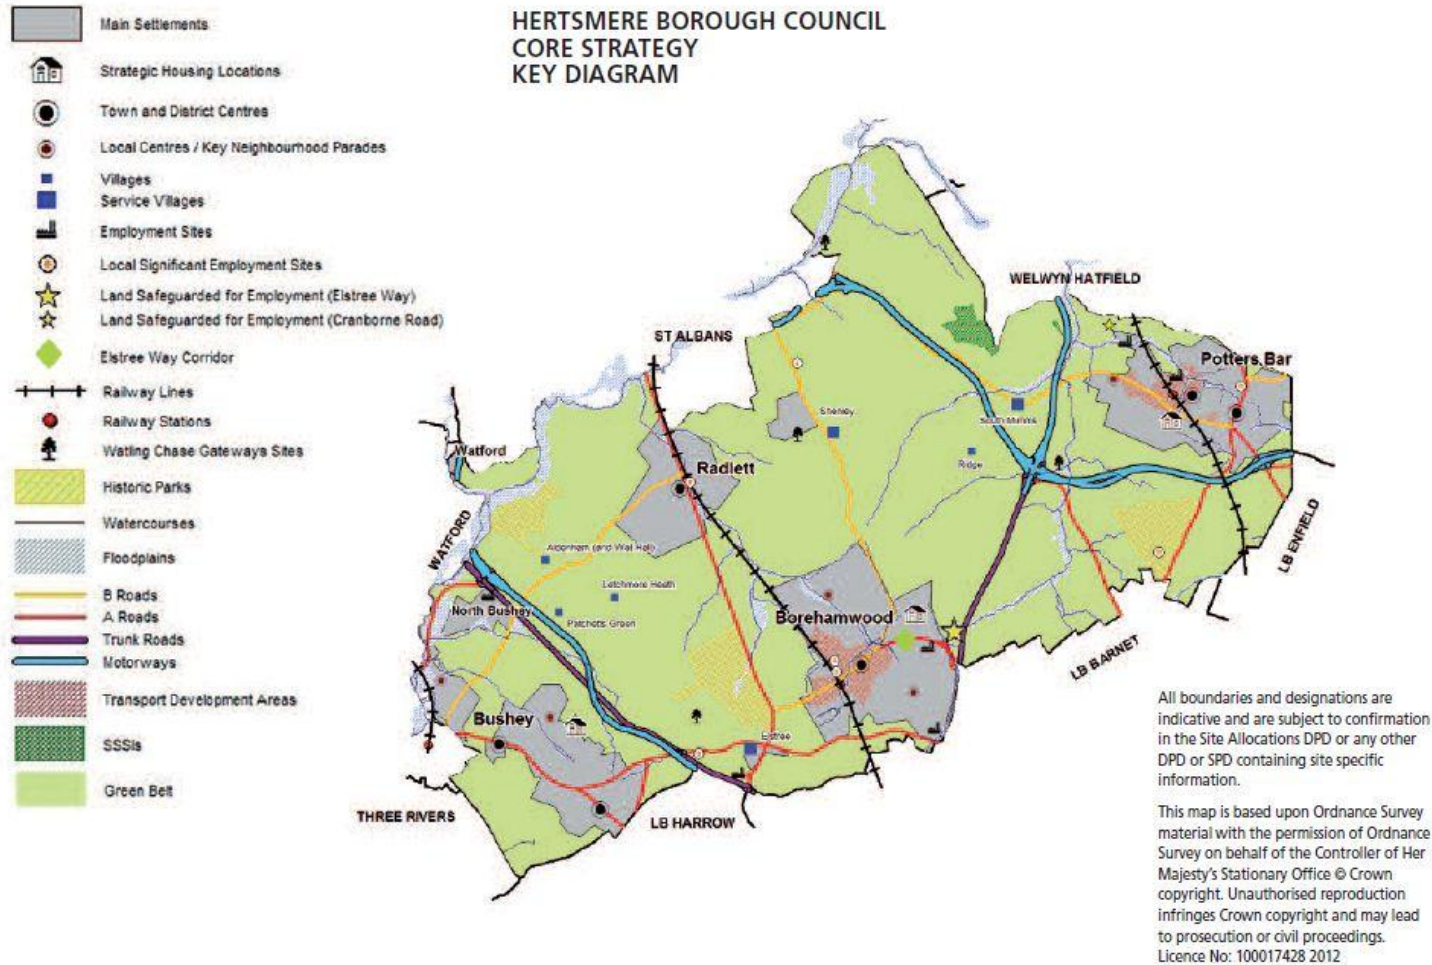 HERTSMERE BOROUGH COUNCIL
CORE STRATEGY
KEY DIAGRAM
Main Settlements
Strategic Housing Locations
Town and District Centres
Local Centres / Key Neighbourhood Parades
Villages
Service Villages
Employment Sites
Local Significant Employment Sites
Land Safeguarded for Employment (Elstree Way)
Land Safeguarded for Employment (Cranborne Road)
Elstree Way Corridor
Railway Lines
Railway Stations
Watling Chase Gateways Sites
Historic Parks
Watercourses
Floodplains
B Roads
A Roads
Trunk Roads
Motorways
Transport Development Areas
SSSIs
Green Belt
WELWYN HATFIELD
ST ALBANS
Potters Bar
Shenley
South Mimms
Ridge
Watford
Radlett
WATFORD
LB ENFIELD
Aldenham (and Wall Hall)
Letchmore Heath
North Bushey
Patchetts Green
Borehamwood
LB BARNET
Bushey
Elstree
THREE RIVERS
LB HARROW
All boundaries and designations are
indicative and are subject to confirmation
in the Site Allocations DPD or any other
DPD or SPD containing site specific
information.
This map is based upon Ordnance Survey
material with the permission of Ordnance
Survey on behalf of the Controller of Her
Majesty's Stationary Office © Crown
copyright. Unauthorised reproduction
infringes Crown copyright and may lead
to prosecution or civil proceedings.
Licence No: 100017428 2012